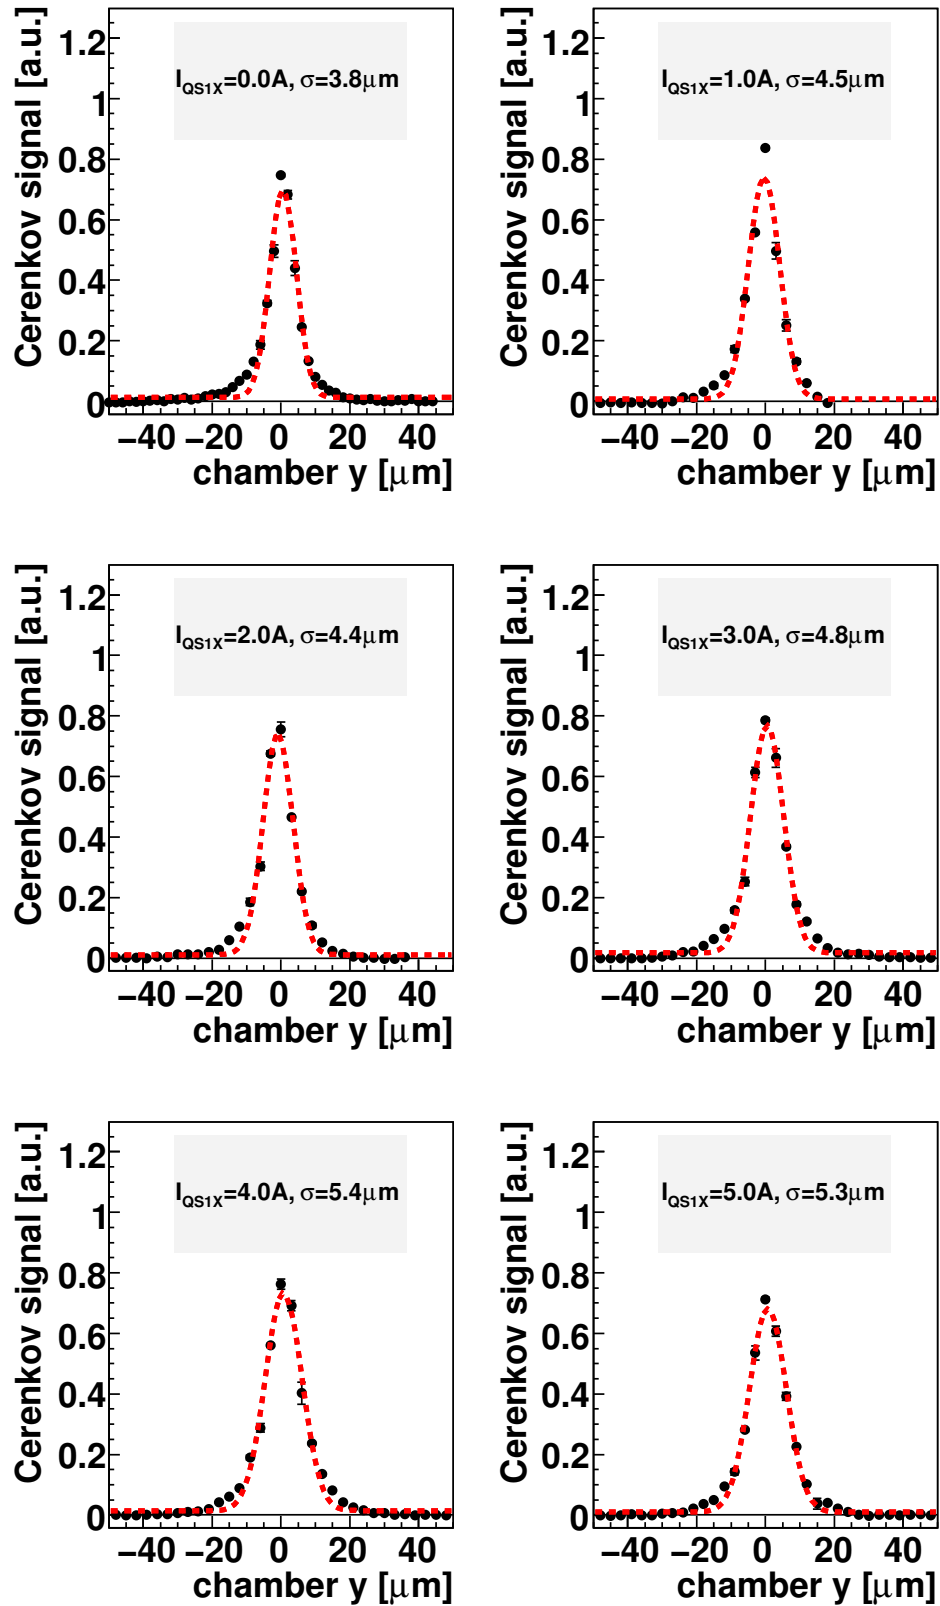 Cerenkov signal [a.u.]
I_QS1X=0.0A, σ=3.8μm
1.2
1
0.8
0.6
0.4
0.2
0
−40 −20 0 20 40
chamber y [μm]
Cerenkov signal [a.u.]
I_QS1X=1.0A, σ=4.5μm
1.2
1
0.8
0.6
0.4
0.2
0
−40 −20 0 20 40
chamber y [μm]
Cerenkov signal [a.u.]
I_QS1X=2.0A, σ=4.4μm
1.2
1
0.8
0.6
0.4
0.2
0
−40 −20 0 20 40
chamber y [μm]
Cerenkov signal [a.u.]
I_QS1X=3.0A, σ=4.8μm
1.2
1
0.8
0.6
0.4
0.2
0
−40 −20 0 20 40
chamber y [μm]
Cerenkov signal [a.u.]
I_QS1X=4.0A, σ=5.4μm
1.2
1
0.8
0.6
0.4
0.2
0
−40 −20 0 20 40
chamber y [μm]
Cerenkov signal [a.u.]
I_QS1X=5.0A, σ=5.3μm
1.2
1
0.8
0.6
0.4
0.2
0
−40 −20 0 20 40
chamber y [μm]